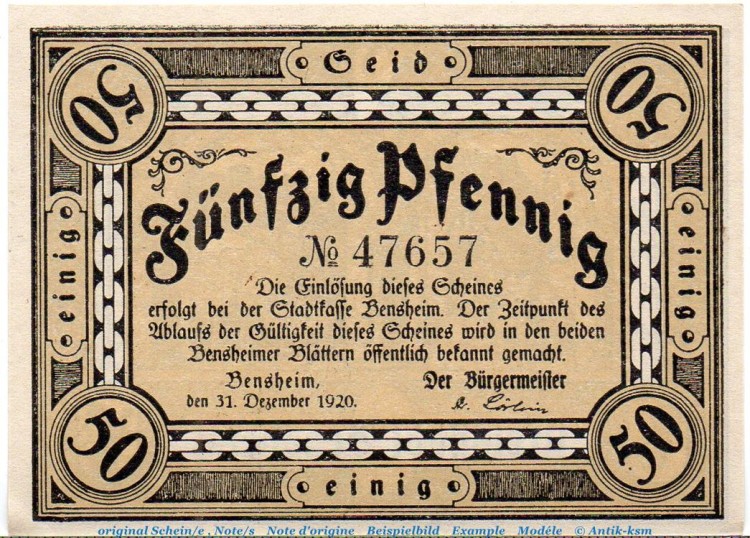 Seid
50
50
Fünfzig Pfennig
№ 47657
Die Einlösung dieses Scheines
erfolgt bei der Stadtkasse Bensheim. Der Zeitpunkt des
Ablaufs der Gültigkeit dieses Scheines wird in den beiden
Bensheimer Blättern öffentlich bekannt gemacht.
Bensheim,
den 31. Dezember 1920.
Der Bürgermeister
einig
einig
50
50
einig
original Schein/e , Note/s Note d'origine Beispielbild Example Modéle © Antik-ksm